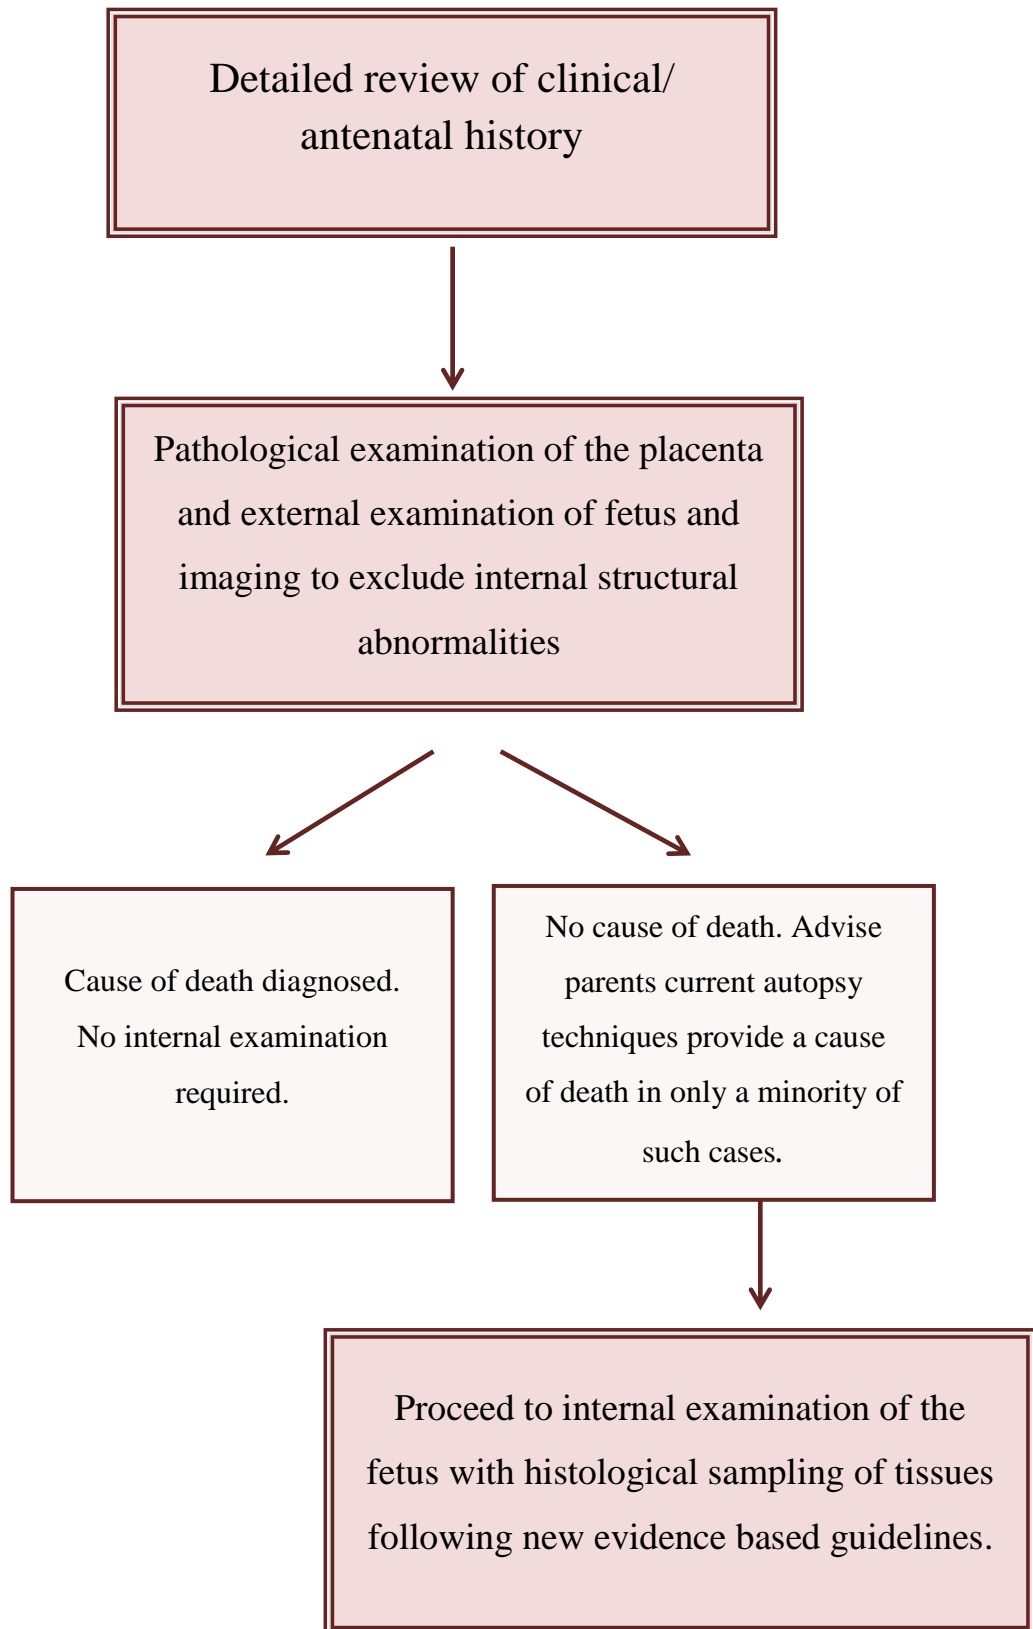 Detailed review of clinical/
antenatal history
Pathological examination of the placenta
and external examination of fetus and
imaging to exclude internal structural
abnormalities
Cause of death diagnosed.
No internal examination
required.
No cause of death. Advise
parents current autopsy
techniques provide a cause
of death in only a minority of
such cases.
Proceed to internal examination of the
fetus with histological sampling of tissues
following new evidence based guidelines.